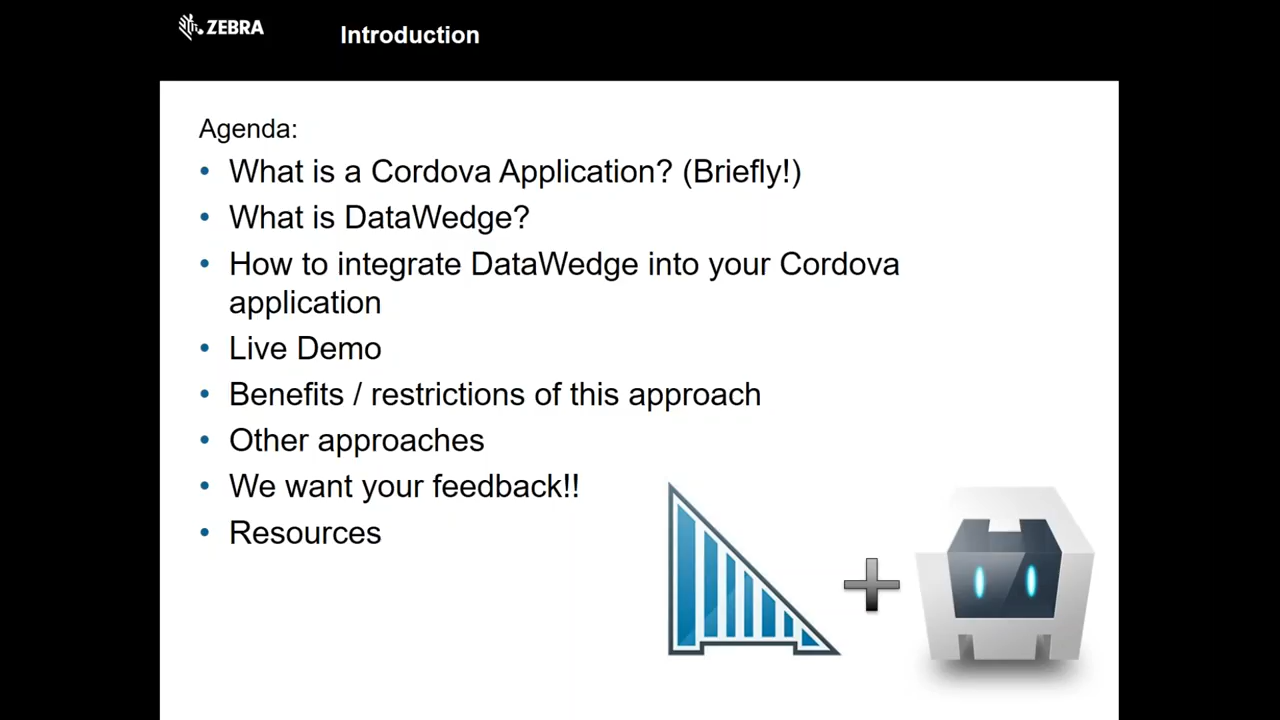 ZEBRA
Introduction
Agenda:
• What is a Cordova Application? (Briefly!)
• What is DataWedge?
• How to integrate DataWedge into your Cordova
application
• Live Demo
• Benefits / restrictions of this approach
• Other approaches
• We want your feedback!!
• Resources